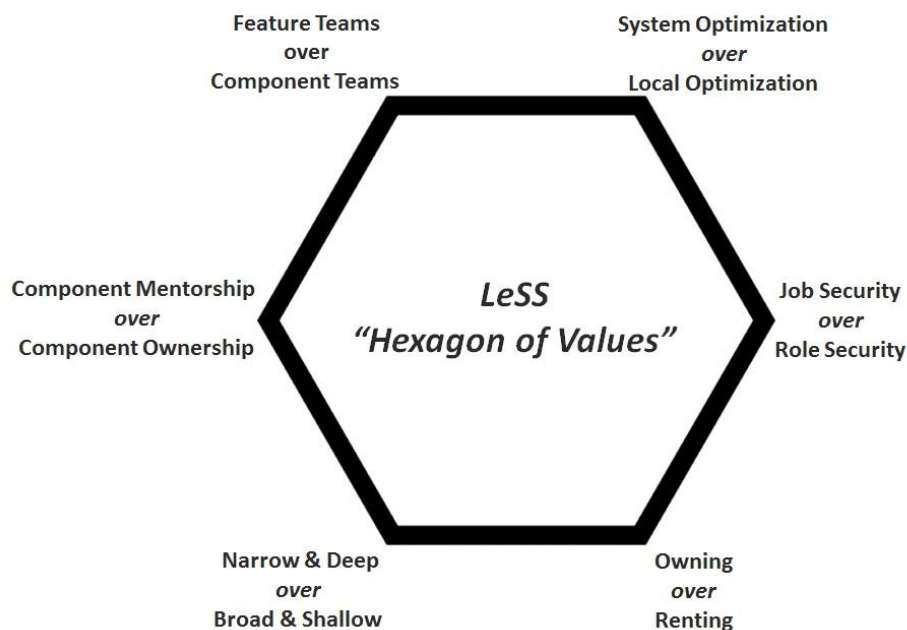 Feature Teams
over
Component Teams
System Optimization
over
Local Optimization
Component Mentorship
over
Component Ownership
LeSS
“Hexagon of Values”
Job Security
over
Role Security
Narrow & Deep
over
Broad & Shallow
Owning
over
Renting